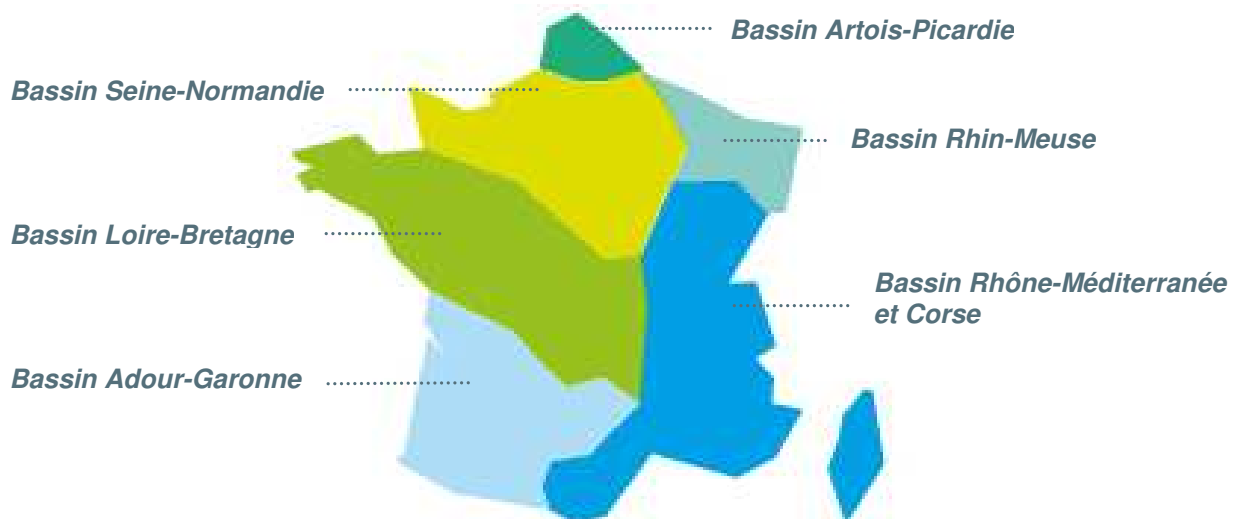 Bassin Artois-Picardie
Bassin Seine-Normandie
Bassin Rhin-Meuse
Bassin Loire-Bretagne
Bassin Rhône-Méditerranée
et Corse
Bassin Adour-Garonne